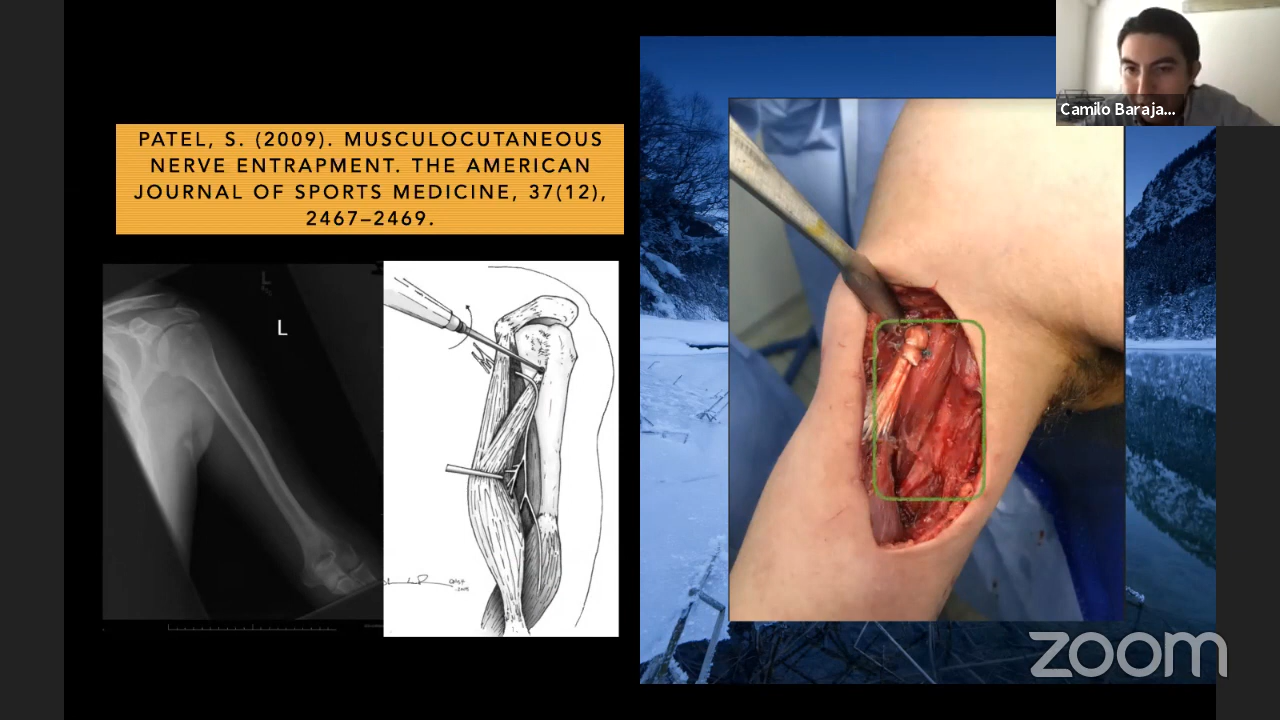 PATEL, S. (2009). MUSCULOCUTANEOUS
NERVE ENTRAPMENT. THE AMERICAN
JOURNAL OF SPORTS MEDICINE, 37(12),
2467–2469.
L
L
Camilo Baraja...
zoom